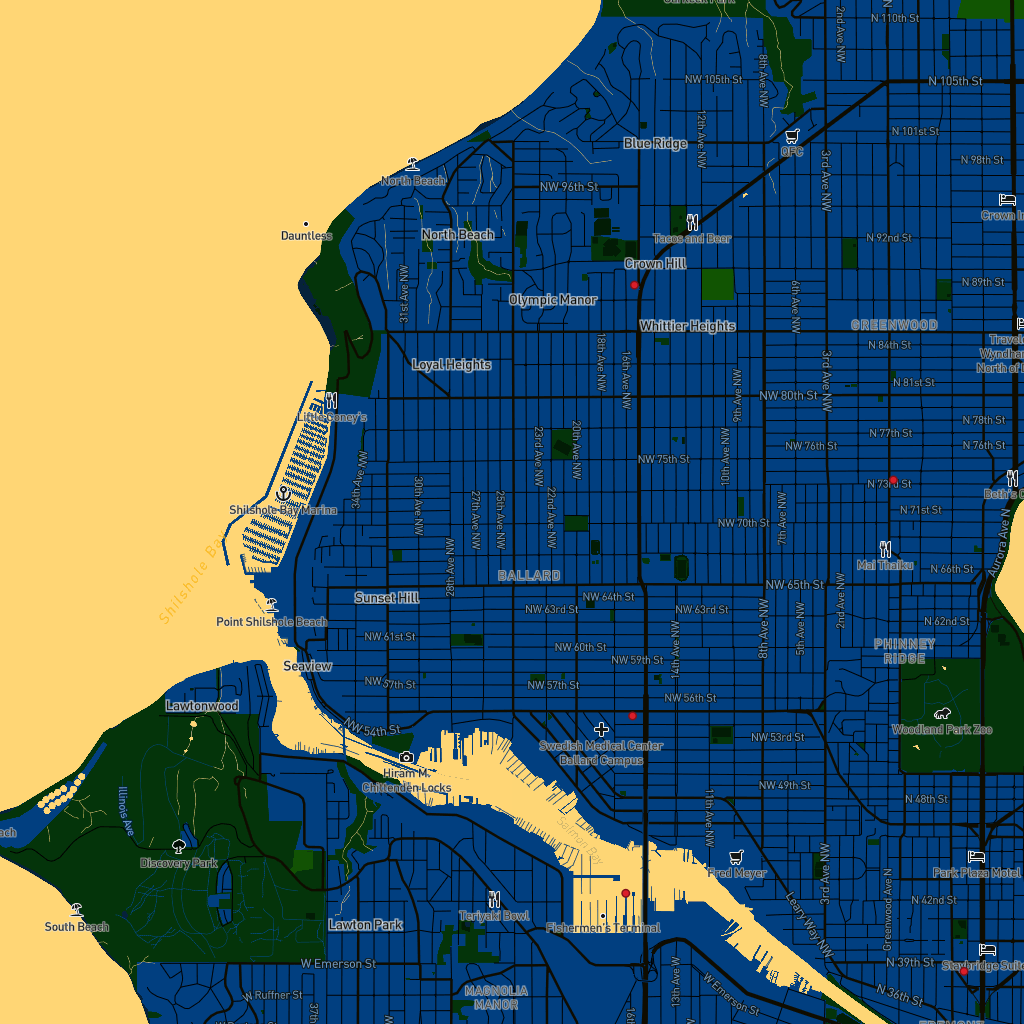 Carkeek Park
N 110th St
2nd Ave NW
8th Ave NW
NW 105th St
N 105th St
12th Ave NW
N 101st St
Blue Ridge
QFC
3rd Ave NW
N 98th St
North Beach
NW 96th St
Crown In
Dauntless
North Beach
Tacos and Beer
N 92nd St
Crown Hill
31st Ave NW
Olympic Manor
6th Ave NW
N 89th St
Whittier Heights
GREENWOOD
Travel
Wyndha
North of
N 84th St
18th Ave NW
16th Ave NW
Loyal Heights
3rd Ave NW
9th Ave NW
N 81st St
NW 80th St
Little Coney's
N 78th St
N 77th St
NW 76th St
N 76th St
23rd Ave NW
20th Ave NW
10th Ave NW
NW 75th St
34th Ave NW
N 73rd St
Beth's C
30th Ave NW
27th Ave NW
25th Ave NW
22nd Ave NW
Shilshole Bay Marina
N 71st St
NW 70th St
7th Ave NW
Aurora Ave N
Shilshole Bay
28th Ave NW
Mai Thaiku
N 66th St
BALLARD
NW 65th St
Sunset Hill
NW 64th St
2nd Ave NW
NW 63rd St
NW 63rd St
8th Ave NW
5th Ave NW
Point Shilshole Beach
N 62nd St
NW 61st St
14th Ave NW
NW 60th St
PHINNEY
RIDGE
NW 59th St
Seaview
NW 57th St
NW 57th St
NW 56th St
Lawtonwood
NW 54th St
Woodland Park Zoo
NW 53rd St
Swedish Medical Center
Ballard Campus
Hiram M.
Chittenden Locks
NW 49th St
N 48th St
Illinois Ave
11th Ave NW
Salmon Bay
each
Discovery Park
Fred Meyer
3rd Ave NW
Park Plaza Motel
Greenwood Ave N
Leary Way NW
N 42nd St
Teriyaki Bowl
South Beach
Lawton Park
Fishermen's Terminal
W Emerson St
N 39th St
Staybridge Suite
13th Ave W
W Emerson St
MAGNOLIA
MANOR
W Ruffner St
N 36th St
37th
16th
FREMONT